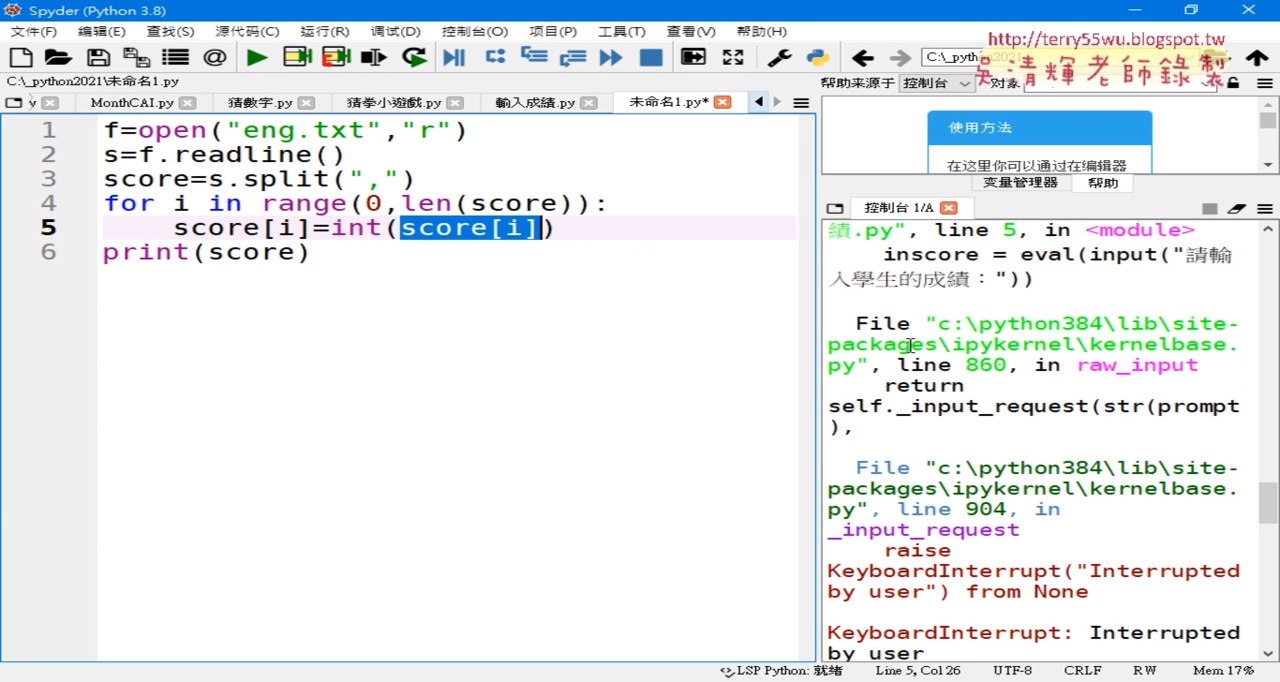 Spyder (Python 3.8)
文件(F) 编辑(E) 查找(S) 源代码(C) 运行(R) 调试(D) 控制台(O) 项目(P) 工具(T) 查看(V) 帮助(H)
http://terry55wu.blogspot.tw
吳清輝老師錄製
C:\_python2021\未命名1.py
帮助来源于 控制台 对象
y MonthCAI.py 猜數字.py 猜拳小遊戲.py 輸入成績.py 未命名1.py*
1 f=open("eng.txt","r")
2 s=f.readline()
3 score=s.split(",")
4 for i in range(0,len(score)):
5 score[i]=int(score[i])
6 print(score)
使用方法
在这里你可以通过在编辑器
变量管理器 帮助
控制台 1/A
績.py", line 5, in <module>
inscore = eval(input("請輸
入學生的成績："))
File "c:\python384\lib\site-
packages\ipykernel\kernelbase.
py", line 860, in raw_input
return
self._input_request(str(prompt
),
File "c:\python384\lib\site-
packages\ipykernel\kernelbase.
py", line 904, in
_input_request
raise
KeyboardInterrupt("Interrupted
by user") from None
KeyboardInterrupt: Interrupted
by user
LSP Python: 就绪 Line 5, Col 26 UTF-8 CRLF RW Mem 17%